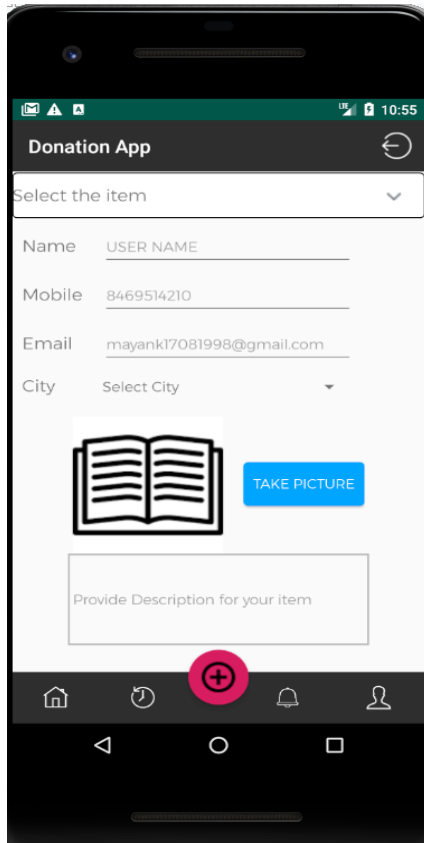 LTE 10:55
Donation App
Select the item
Name USER NAME
Mobile 8469514210
Email mayank17081998@gmail.com
City Select City
TAKE PICTURE
Provide Description for your item